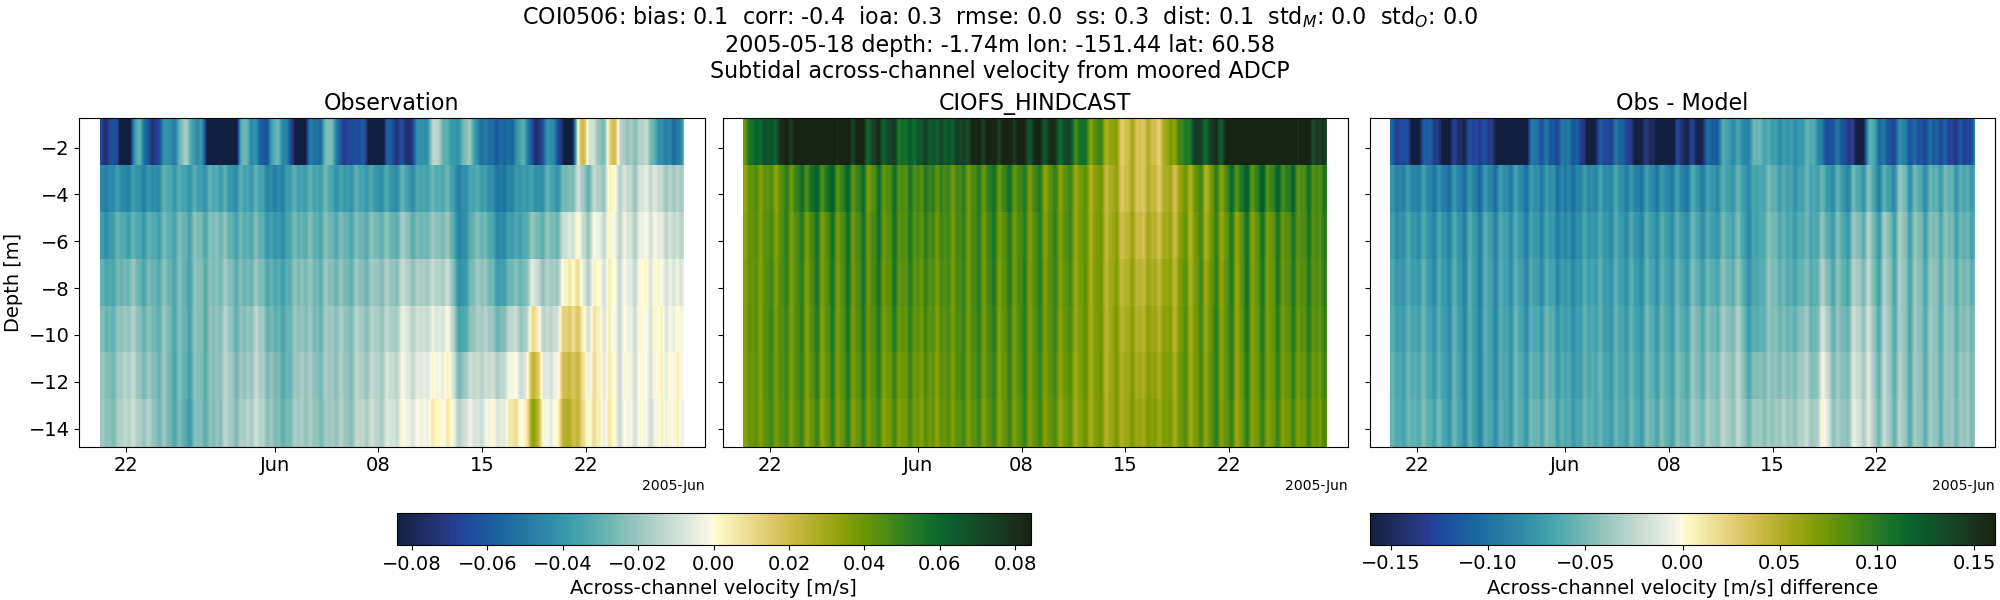 COI0506: bias: 0.1  corr: -0.4  ioa: 0.3  rmse: 0.0  ss: 0.3  dist: 0.1  std_M: 0.0  std_O: 0.0
2005-05-18 depth: -1.74m lon: -151.44 lat: 60.58
Subtidal across-channel velocity from moored ADCP
Observation
CIOFS_HINDCAST
Obs - Model
Depth [m]
−2
−4
−6
−8
−10
−12
−14
22 Jun 08 15 22
2005-Jun
22 Jun 08 15 22
2005-Jun
22 Jun 08 15 22
2005-Jun
−0.08 −0.06 −0.04 −0.02 0.00 0.02 0.04 0.06 0.08
Across-channel velocity [m/s]
−0.15 −0.10 −0.05 0.00 0.05 0.10 0.15
Across-channel velocity [m/s] difference